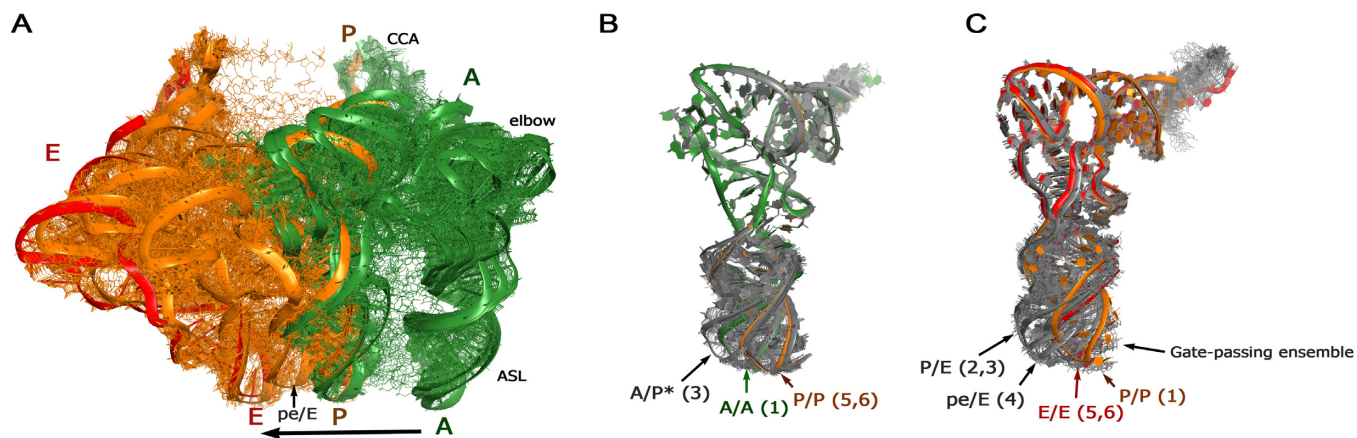 A
P
CCA
A
elbow
E
ASL
E
pe/E
P
A
B
A/P* (3)
A/A (1)
P/P (5,6)
C
P/E (2,3)
pe/E (4)
E/E (5,6)
P/P (1)
Gate-passing ensemble